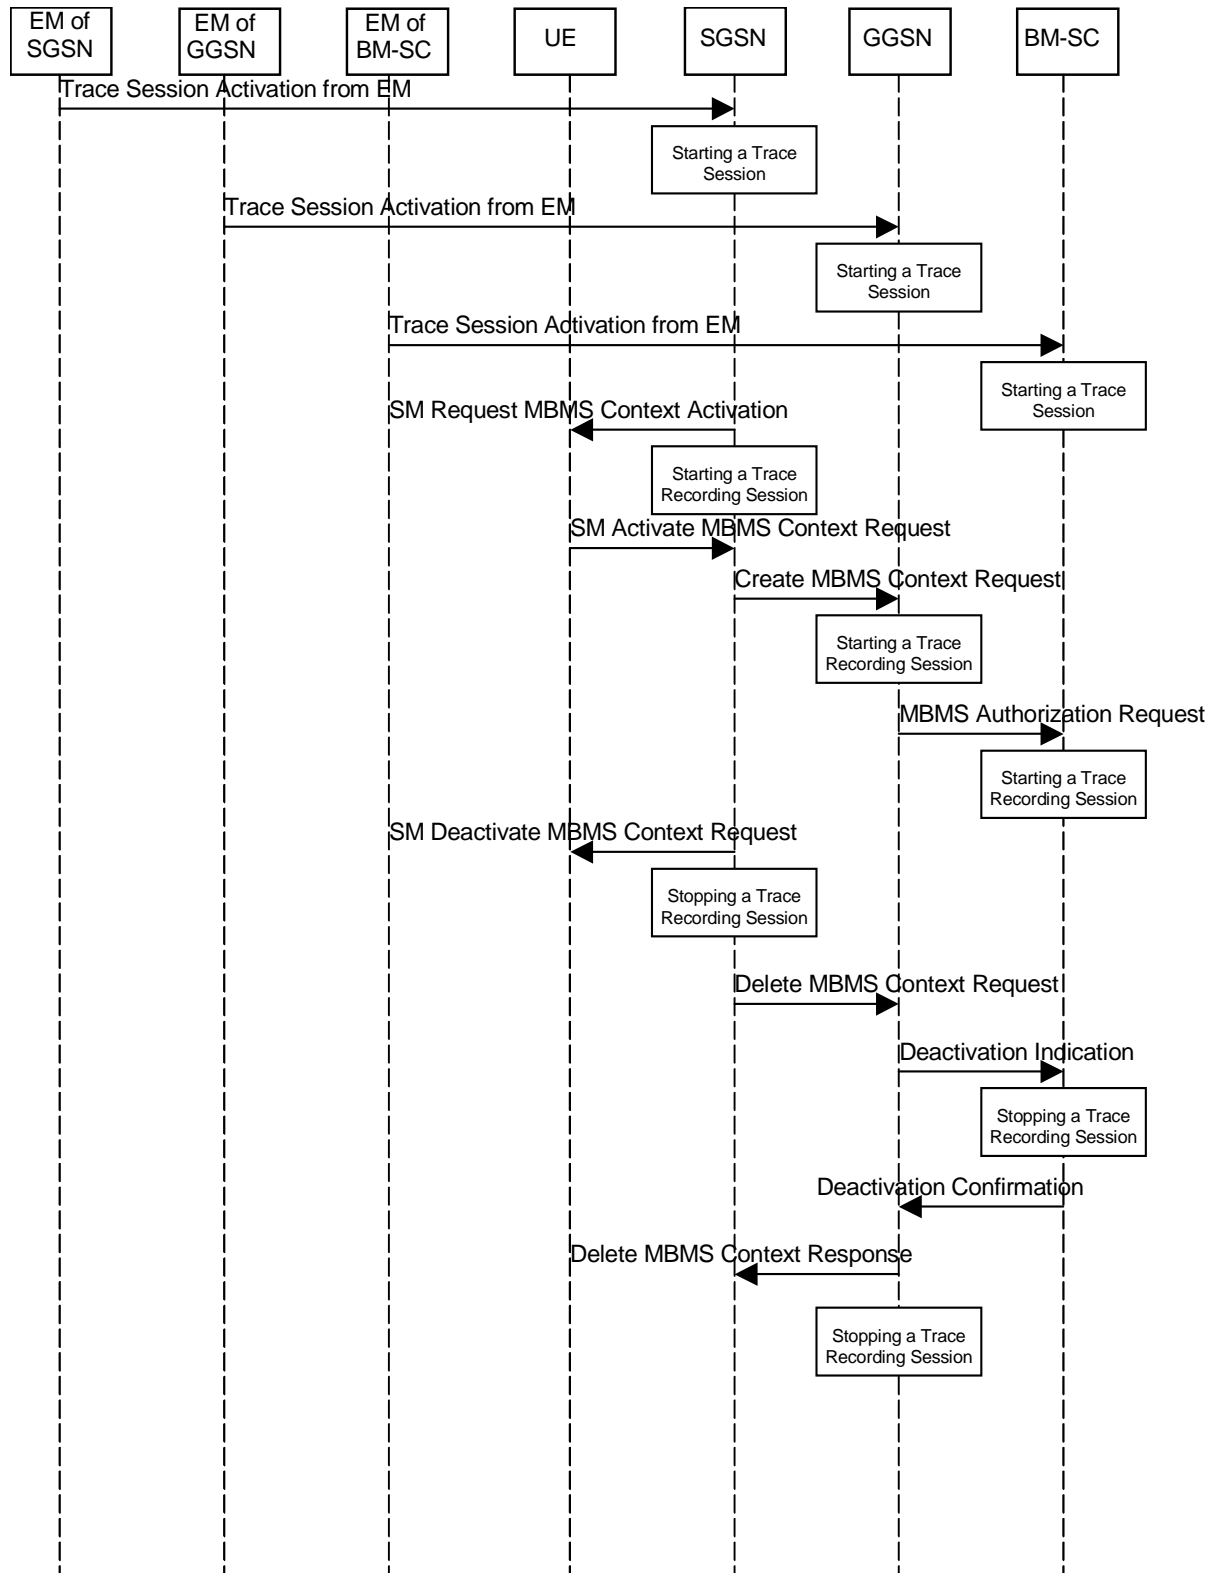 EM of
SGSN
EM of
GGSN
EM of
BM-SC
UE
SGSN
GGSN
BM-SC
Trace Session Activation from EM
Starting a Trace
Session
Trace Session Activation from EM
Starting a Trace
Session
Trace Session Activation from EM
Starting a Trace
Session
SM Request MBMS Context Activation
Starting a Trace
Recording Session
SM Activate MBMS Context Request
Create MBMS Context Request
Starting a Trace
Recording Session
MBMS Authorization Request
Starting a Trace
Recording Session
SM Deactivate MBMS Context Request
Stopping a Trace
Recording Session
Delete MBMS Context Request
Deactivation Indication
Stopping a Trace
Recording Session
Deactivation Confirmation
Delete MBMS Context Response
Stopping a Trace
Recording Session